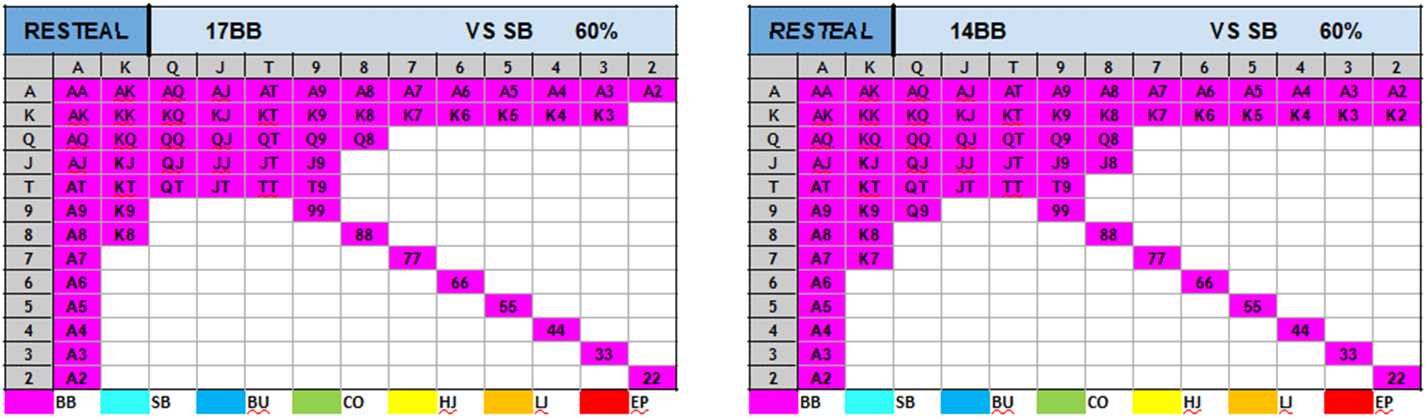 RESTEAL 17BB VS SB 60%
A K Q J T 9 8 7 6 5 4 3 2
A AA AK AQ AJ AT A9 A8 A7 A6 A5 A4 A3 A2
K AK KK KQ KJ KT K9 K8 K7 K6 K5 K4 K3
Q AQ KQ QQ QJ QT Q9 Q8
J AJ KJ QJ JJ JT J9
T AT KT QT JT TT T9
9 A9 K9 99
8 A8 K8 88
7 A7 77
6 A6 66
5 A5 55
4 A4 44
3 A3 33
2 A2 22
BB SB BU CO HJ LJ EP
RESTEAL 14BB VS SB 60%
A K Q J T 9 8 7 6 5 4 3 2
A AA AK AQ AJ AT A9 A8 A7 A6 A5 A4 A3 A2
K AK KK KQ KJ KT K9 K8 K7 K6 K5 K4 K3 K2
Q AQ KQ QQ QJ QT Q9 Q8
J AJ KJ QJ JJ JT J9 J8
T AT KT QT JT TT T9
9 A9 K9 Q9 99
8 A8 K8 88
7 A7 K7 77
6 A6 66
5 A5 55
4 A4 44
3 A3 33
2 A2 22
BB SB BU CO HJ LJ EP